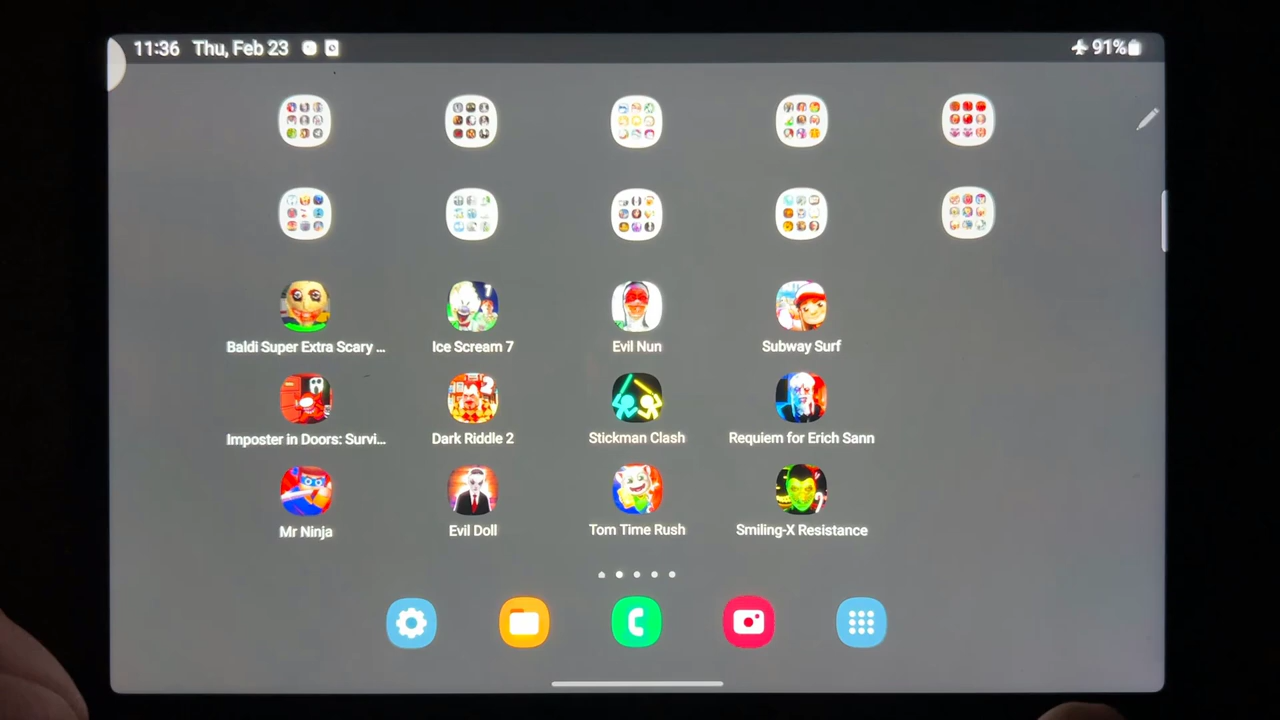 11:36 Thu, Feb 23 91%
Baldi Super Extra Scary ... Ice Scream 7 Evil Nun Subway Surf
Imposter in Doors: Survi... Dark Riddle 2 Stickman Clash Requiem for Erich Sann
Mr Ninja Evil Doll Tom Time Rush Smiling-X Resistance